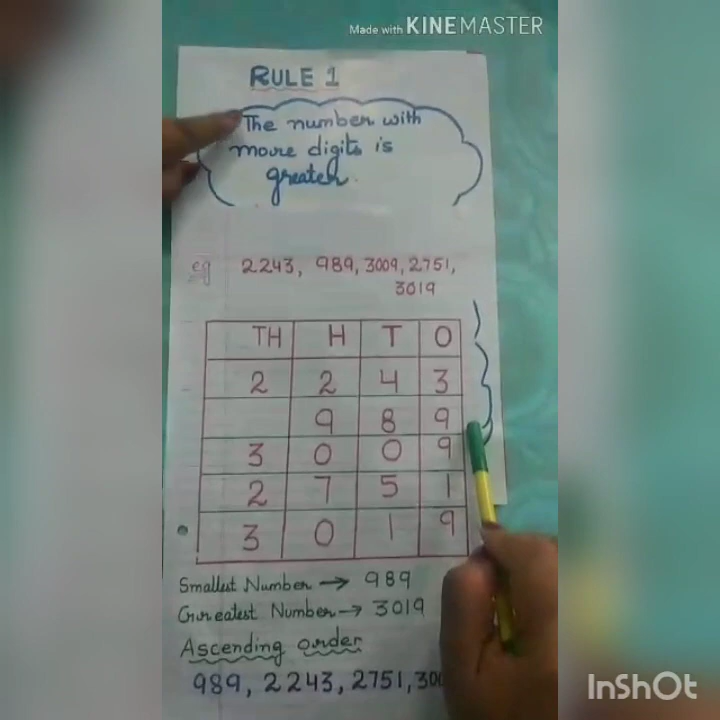 Made with KINEMASTER
RULE 1
The number with
more digits is
greater.
eg 2243, 989, 3009, 2751,
3019
TH H T O
2 2 4 3
9 8 9
3 0 0 9
2 7 5 1
3 0 1 9
Smallest Number → 989
Greatest Number → 3019
Ascending order
989, 2243, 2751, 300
InShOt